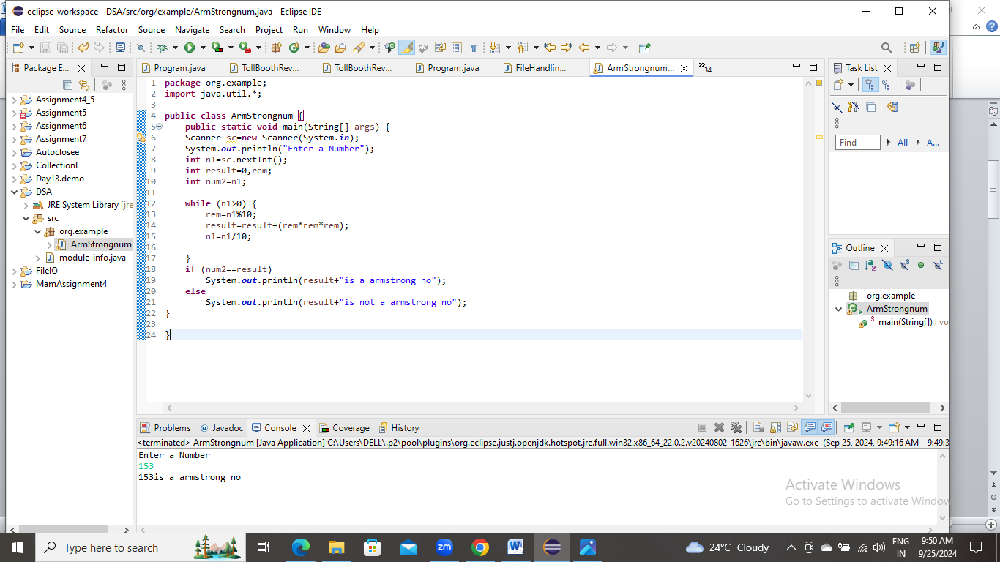 eclipse-workspace - DSA/src/org/example/ArmStrongnum.java - Eclipse IDE
File Edit Source Refactor Source Navigate Search Project Run Window Help
Package E... Program.java TollBoothRev... TollBoothRev... Program.java FileHandlin... ArmStrongnum... 34 Task List
Assignment4_5
Assignment5
Assignment6
Assignment7
Autoclosee
CollectionF
Day13.demo
DSA
JRE System Library [jre
src
org.example
ArmStrongnum
module-info.java
FileIO
MamAssignment4
1 package org.example;
2 import java.util.*;
3
4 public class ArmStrongnum {
5 public static void main(String[] args) {
6 Scanner sc=new Scanner(System.in);
7 System.out.println("Enter a Number");
8 int n1=sc.nextInt();
9 int result=0,rem;
10 int num2=n1;
11
12 while (n1>0) {
13 rem=n1%10;
14 result=result+(rem*rem*rem);
15 n1=n1/10;
16
17 }
18 if (num2==result)
19 System.out.println(result+"is a armstrong no");
20 else
21 System.out.println(result+"is not a armstrong no");
22 }
23
24 }
Find All A...
Outline
org.example
ArmStrongnum
main(String[]) : vo
Problems Javadoc Console Coverage History
<terminated> ArmStrongnum [Java Application] C:\Users\DELL\.p2\pool\plugins\org.eclipse.justj.openjdk.hotspot.jre.full.win32.x86_64_22.0.2.v20240802-1626\jre\bin\javaw.exe (Sep 25, 2024, 9:49:16 AM – 9:49:3
Enter a Number
153
153is a armstrong no
Activate Windows
Go to Settings to activate Window
Type here to search
24°C Cloudy
ENG
IN
9:50 AM
9/25/2024